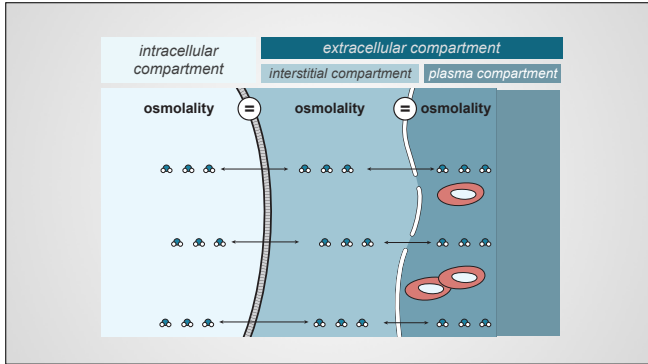 intracellular
compartment
extracellular compartment
interstitial compartment
plasma compartment
osmolality
=
osmolality
=
osmolality